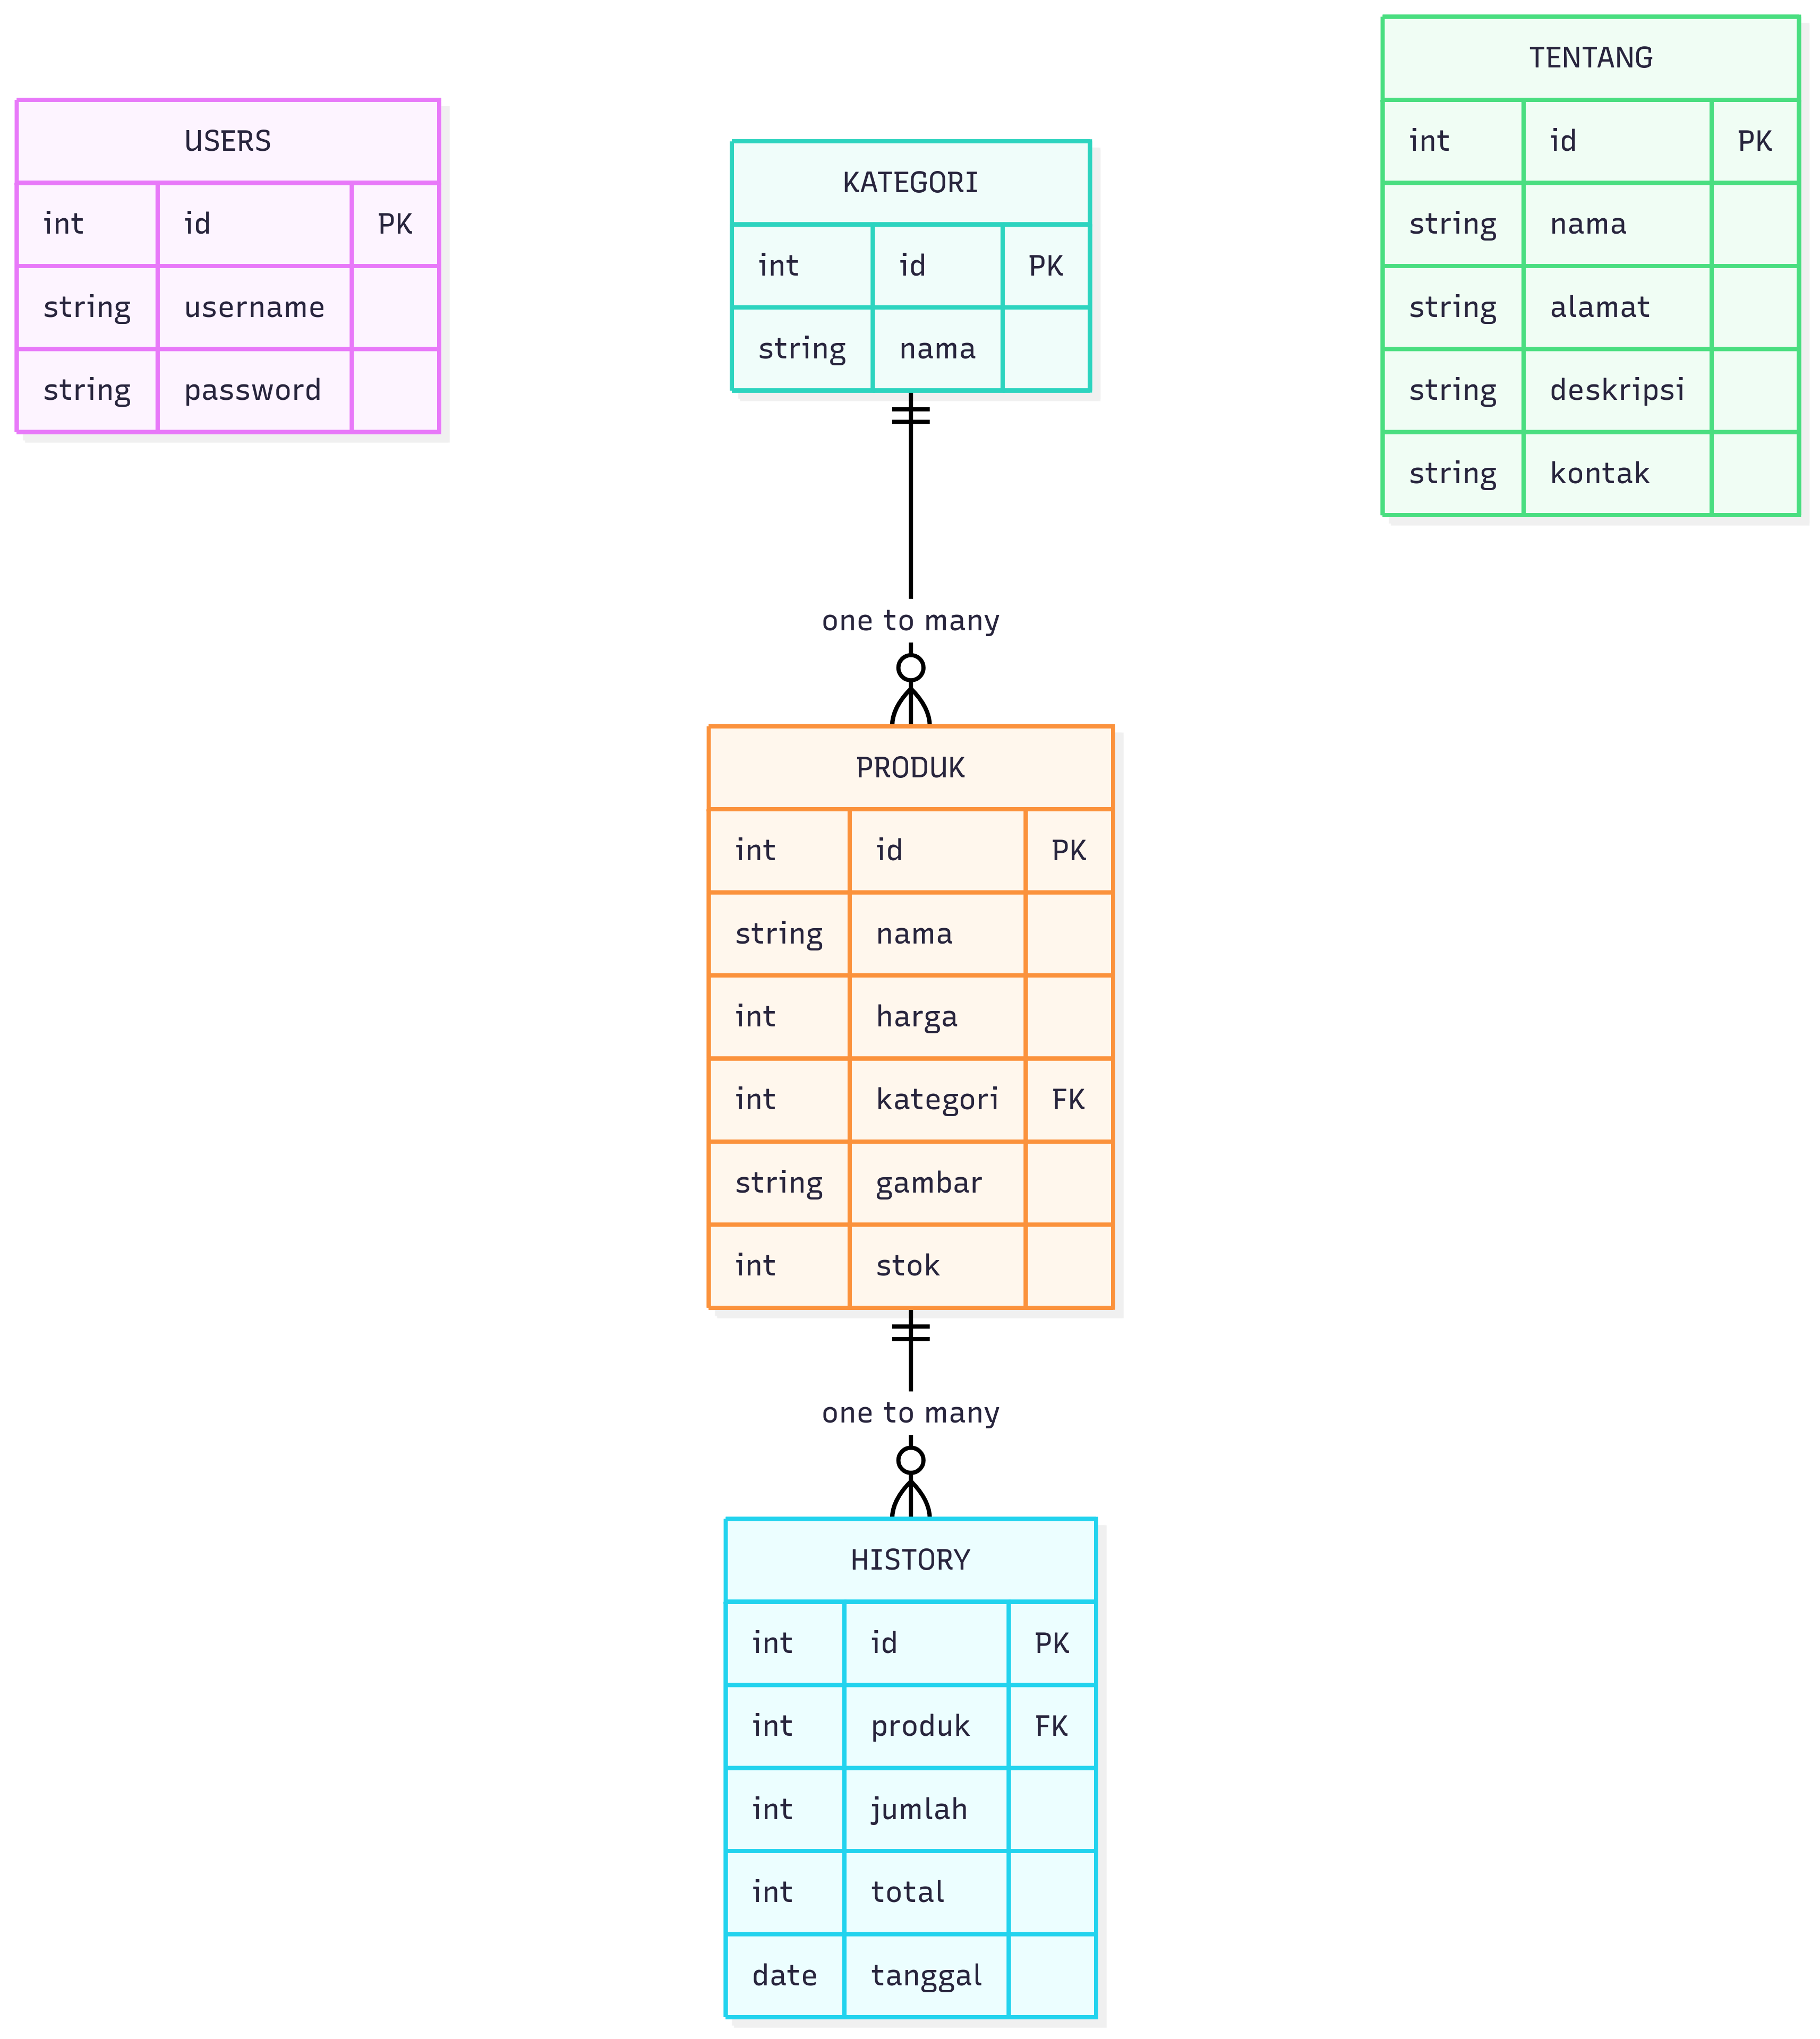 USERS
int id PK
string username
string password
KATEGORI
int id PK
string nama
TENTANG
int id PK
string nama
string alamat
string deskripsi
string kontak
one to many
PRODUK
int id PK
string nama
int harga
int kategori FK
string gambar
int stok
one to many
HISTORY
int id PK
int produk FK
int jumlah
int total
date tanggal